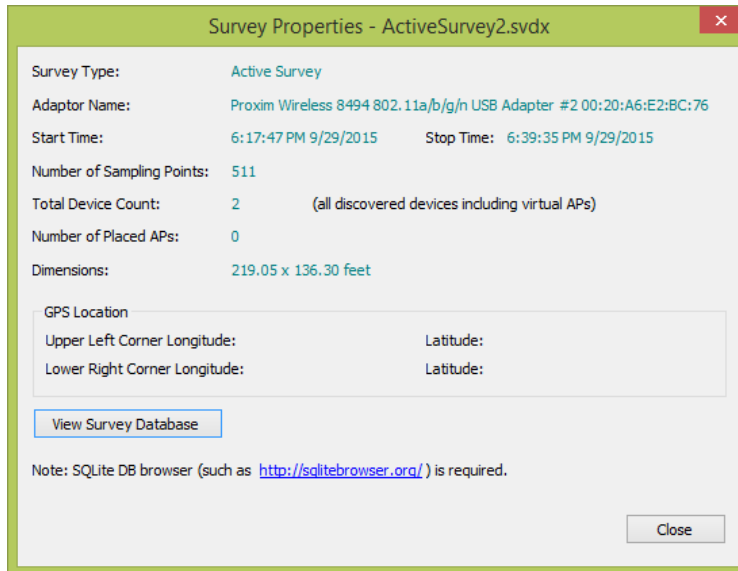 Survey Properties - ActiveSurvey2.svdx
Survey Type: Active Survey
Adaptor Name: Proxim Wireless 8494 802.11a/b/g/n USB Adapter #2 00:20:A6:E2:BC:76
Start Time: 6:17:47 PM 9/29/2015 Stop Time: 6:39:35 PM 9/29/2015
Number of Sampling Points: 511
Total Device Count: 2 (all discovered devices including virtual APs)
Number of Placed APs: 0
Dimensions: 219.05 x 136.30 feet
GPS Location
Upper Left Corner Longitude: Latitude:
Lower Right Corner Longitude: Latitude:
View Survey Database
Note: SQLite DB browser (such as http://sqlitebrowser.org/ ) is required.
Close